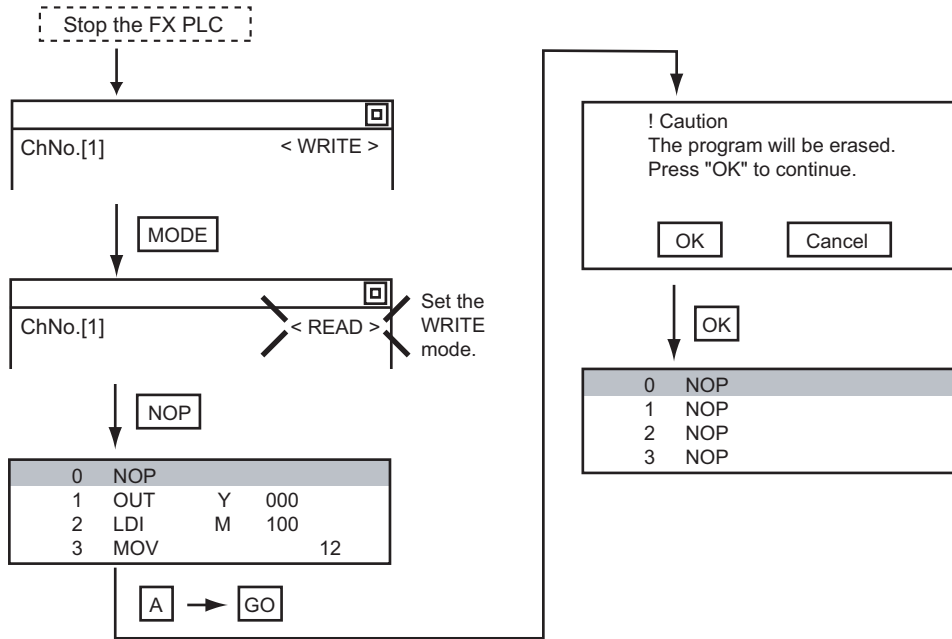 Stop the FX PLC
ChNo.[1] < WRITE >
MODE
ChNo.[1] < READ >
Set the
WRITE
mode.
NOP
0 NOP
1 OUT Y 000
2 LDI M 100
3 MOV 12
A GO
! Caution
The program will be erased.
Press "OK" to continue.
OK Cancel
OK
0 NOP
1 NOP
2 NOP
3 NOP